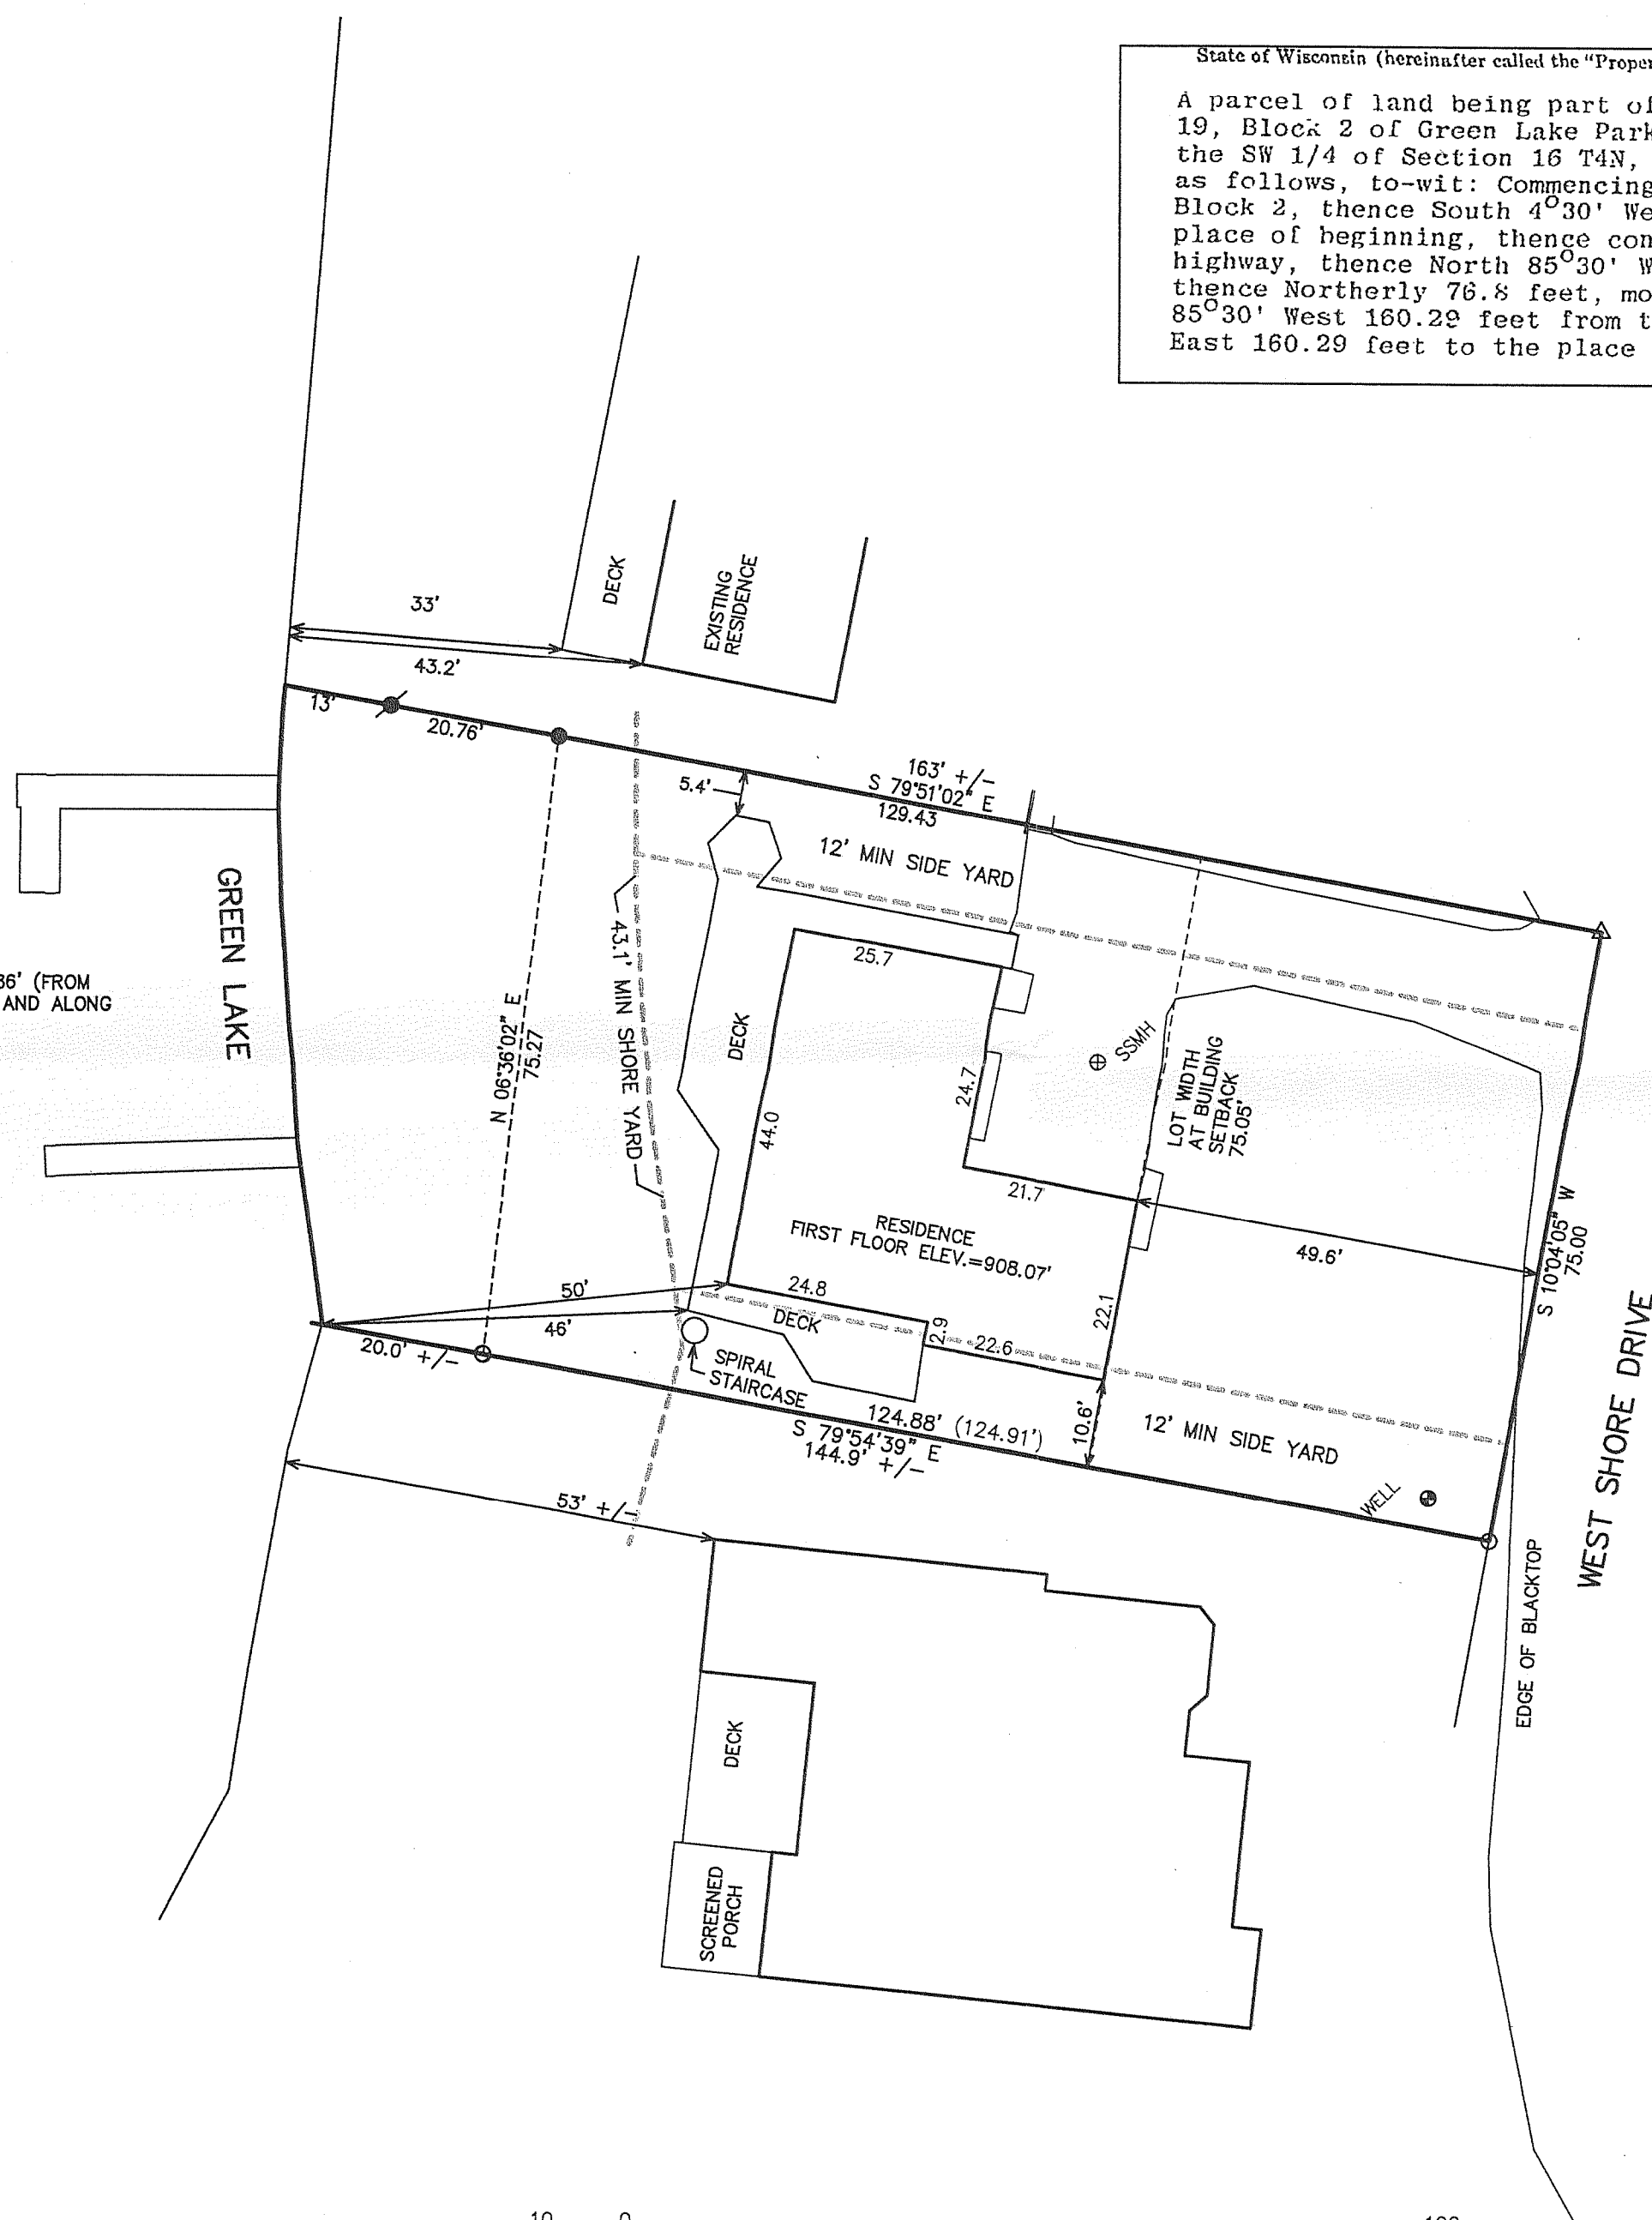 State of Wisconsin (hereinafter called the "Proper
A parcel of land being part of
19, Block 2 of Green Lake Park
the SW 1/4 of Section 16 T4N,
as follows, to-wit: Commencing
Block 2, thence South 4°30' We
place of beginning, thence con
highway, thence North 85°30' W
thence Northerly 76.8 feet, mo
85°30' West 160.29 feet from t
East 160.29 feet to the place
33'
43.2'
DECK
EXISTING
RESIDENCE
13'
20.76'
163' +/-
S 79°51'02" E
129.43
5.4'
12' MIN SIDE YARD
GREEN LAKE
36' (FROM
AND ALONG
N 06°36'02" E
75.27
43.1' MIN SHORE YARD
DECK
25.7
44.0
24.7
SSMH
LOT WIDTH
AT BUILDING
SETBACK
75.05'
21.7
RESIDENCE
FIRST FLOOR ELEV.=908.07'
49.6'
S 10°04'05" W
75.00
WEST SHORE DRIVE
50'
46'
24.8
DECK
2.9
22.6
22.1
20.0' +/-
SPIRAL
STAIRCASE
124.88' (124.91')
S 79°54'39" E
144.9' +/-
10.6'
12' MIN SIDE YARD
WELL
53' +/-
EDGE OF BLACKTOP
DECK
SCREENED
PORCH